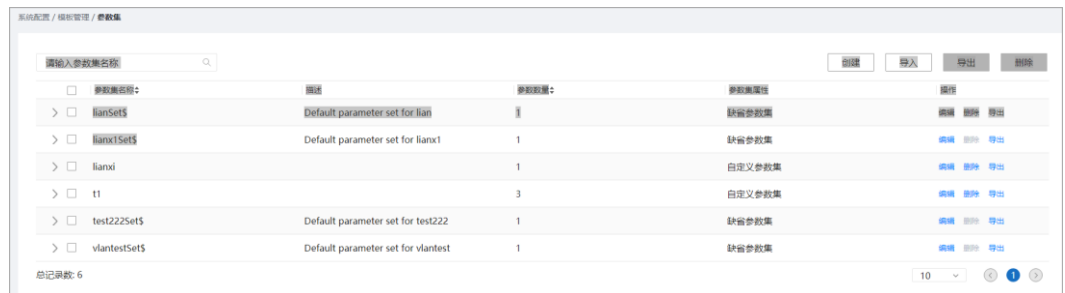 系统配置 / 模板管理 / 参数集
请输入参数集名称
创建 导入 导出 删除
参数集名称 描述 参数数量 参数集属性 操作
lianSet$ Default parameter set for lian 1 缺省参数集 编辑 删除 导出
lianx1Set$ Default parameter set for lianx1 1 缺省参数集 编辑 删除 导出
lianxi 1 自定义参数集 编辑 删除 导出
t1 3 自定义参数集 编辑 删除 导出
test222Set$ Default parameter set for test222 1 缺省参数集 编辑 删除 导出
vlantestSet$ Default parameter set for vlantest 1 缺省参数集 编辑 删除 导出
总记录数: 6 10 1